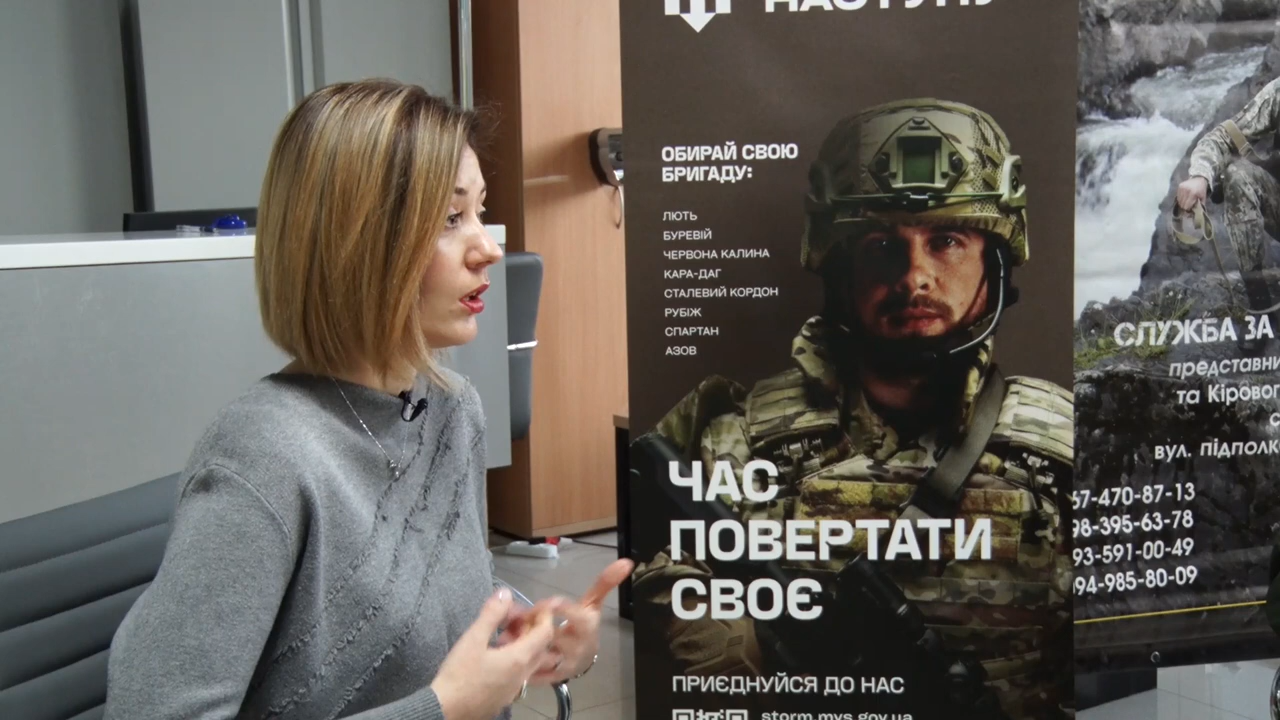 ОБИРАЙ СВОЮ
БРИГАДУ:
ЛЮТЬ
БУРЕВІЙ
ЧЕРВОНА КАЛИНА
КАРА-ДАГ
СТАЛЕВИЙ КОРДОН
РУБІЖ
СПАРТАН
АЗОВ
ЧАС
ПОВЕРТАТИ
СВОЄ
ПРИЄДНУЙСЯ ДО НАС
storm.mvs.gov.ua
СЛУЖБА ЗА
представни
та Кіровог
вул. підполк
67-470-87-13
98-395-63-78
93-591-00-49
94-985-80-09